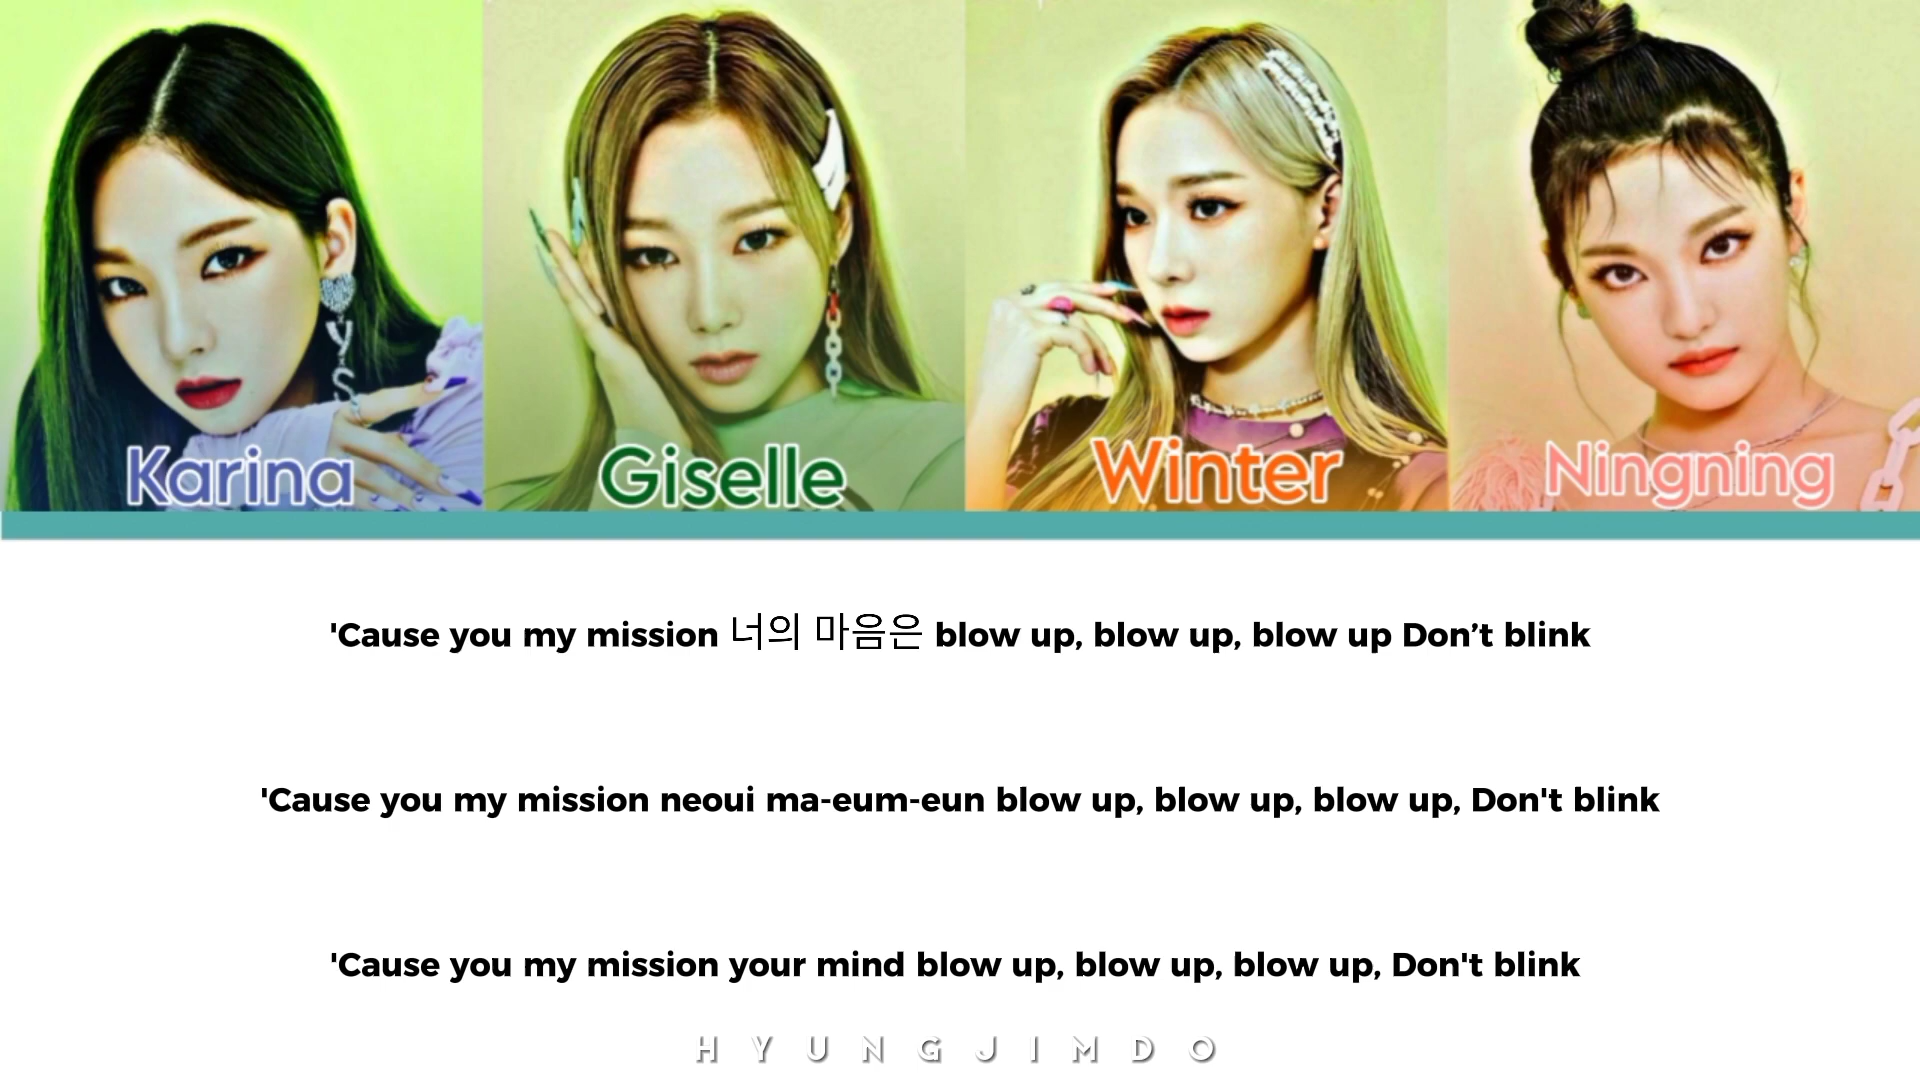 Karina Giselle Winter Ningning
'Cause you my mission 너의 마음은 blow up, blow up, blow up Don’t blink
'Cause you my mission neoui ma-eum-eun blow up, blow up, blow up, Don't blink
'Cause you my mission your mind blow up, blow up, blow up, Don't blink
HYUNGJIMDO